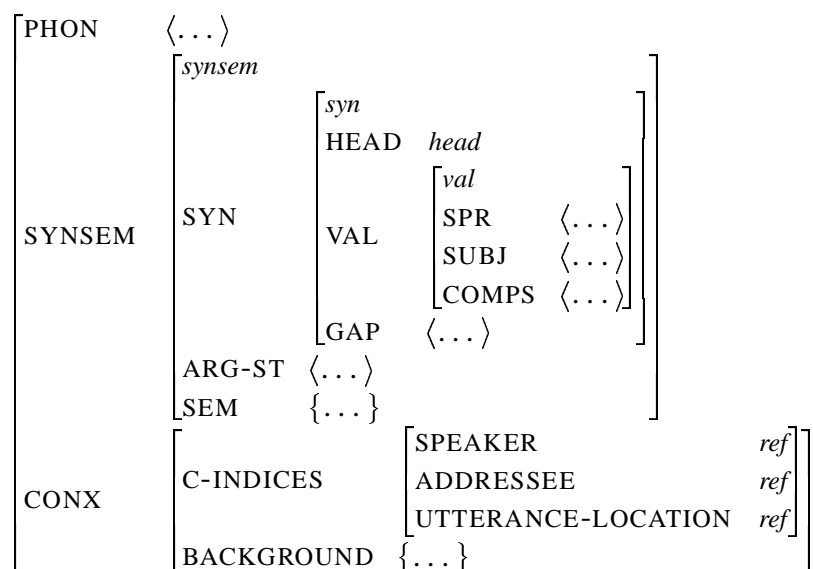 PHON ⟨...⟩
synsem
syn
HEAD head
val
SPR ⟨...⟩
SYNSEM SYN VAL
SUBJ ⟨...⟩
COMPS ⟨...⟩
GAP ⟨...⟩
ARG-ST ⟨...⟩
SEM {...}
SPEAKER ref
CONX C-INDICES ADDRESSEE ref
UTTERANCE-LOCATION ref
BACKGROUND {...}